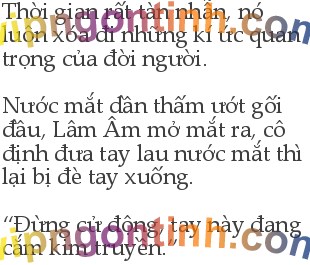 Thời gian rất tàn nhẫn, nó
luôn xóa đi những kí ức quan
trọng của đời người.
Nước mắt dần thấm ướt gối
đầu, Lâm Âm mở mắt ra, cô
định đưa tay lau nước mắt thì
lại bị đè tay xuống.
“Đừng cử động, tay này đang
cắm kim truyền.”